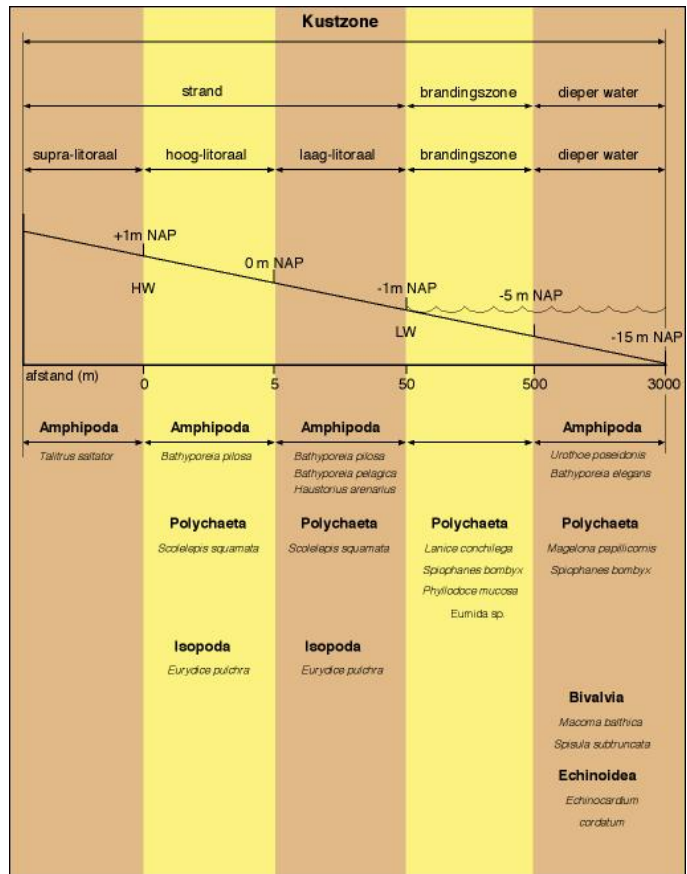 Kustzone
strand brandingszone dieper water
supra-litoraal hoog-litoraal laag-litoraal brandingszone dieper water
+1m NAP
0 m NAP
-1m NAP
-5 m NAP
HW
LW
-15 m NAP
afstand (m) 0 5 50 500 3000
Amphipoda Amphipoda Amphipoda Amphipoda
Talitrus saltator Bathyporeia pilosa Bathyporeia pilosa Urothoe poseidonis
Bathyporeia pelagica Bathyporeia elegans
Haustorius arenarius
Polychaeta Polychaeta Polychaeta Polychaeta
Scolelepis squamata Scolelepis squamata Lanice conchilega Magelona papillicornis
Spiophanes bombyx Spiophanes bombyx
Phyllodoce mucosa
Eumida sp.
Isopoda Isopoda
Eurydice pulchra Eurydice pulchra
Bivalvia
Macoma balthica
Spisula subtruncata
Echinoidea
Echinocardium
cordatum